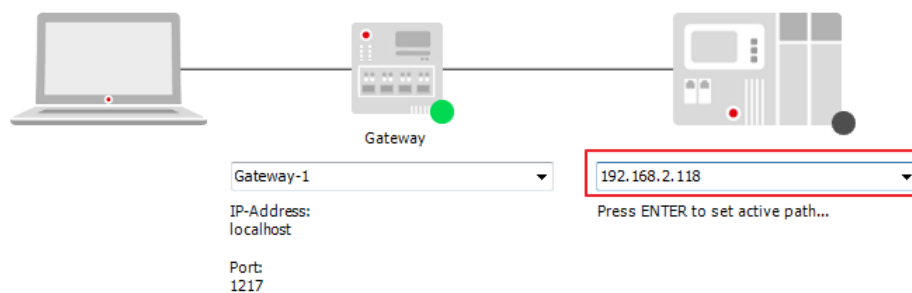 Gateway
Gateway-1
192.168.2.118
IP-Address:
localhost
Press ENTER to set active path...
Port:
1217